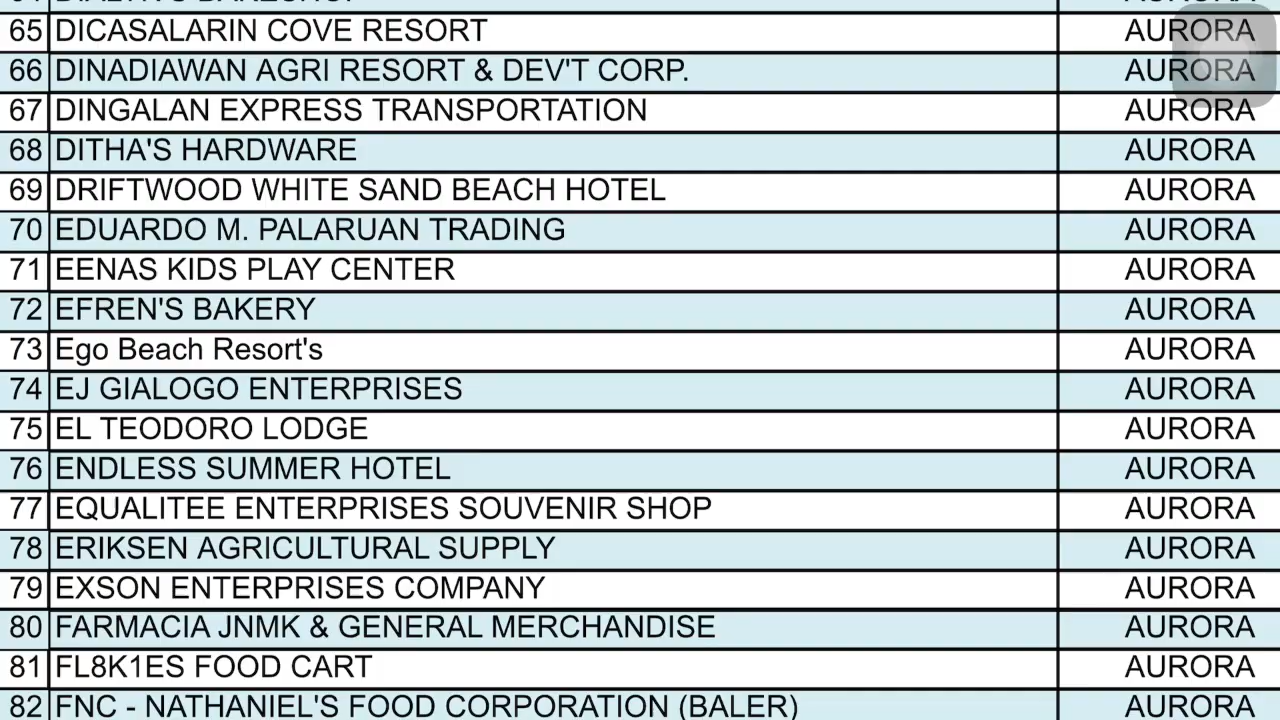 65 DICASALARIN COVE RESORT AURORA
66 DINADIAWAN AGRI RESORT & DEV'T CORP. AURORA
67 DINGALAN EXPRESS TRANSPORTATION AURORA
68 DITHA'S HARDWARE AURORA
69 DRIFTWOOD WHITE SAND BEACH HOTEL AURORA
70 EDUARDO M. PALARUAN TRADING AURORA
71 EENAS KIDS PLAY CENTER AURORA
72 EFREN'S BAKERY AURORA
73 Ego Beach Resort's AURORA
74 EJ GIALOGO ENTERPRISES AURORA
75 EL TEODORO LODGE AURORA
76 ENDLESS SUMMER HOTEL AURORA
77 EQUALITEE ENTERPRISES SOUVENIR SHOP AURORA
78 ERIKSEN AGRICULTURAL SUPPLY AURORA
79 EXSON ENTERPRISES COMPANY AURORA
80 FARMACIA JNMK & GENERAL MERCHANDISE AURORA
81 FL8K1ES FOOD CART AURORA
82 FNC - NATHANIEL'S FOOD CORPORATION (BALER) AURORA